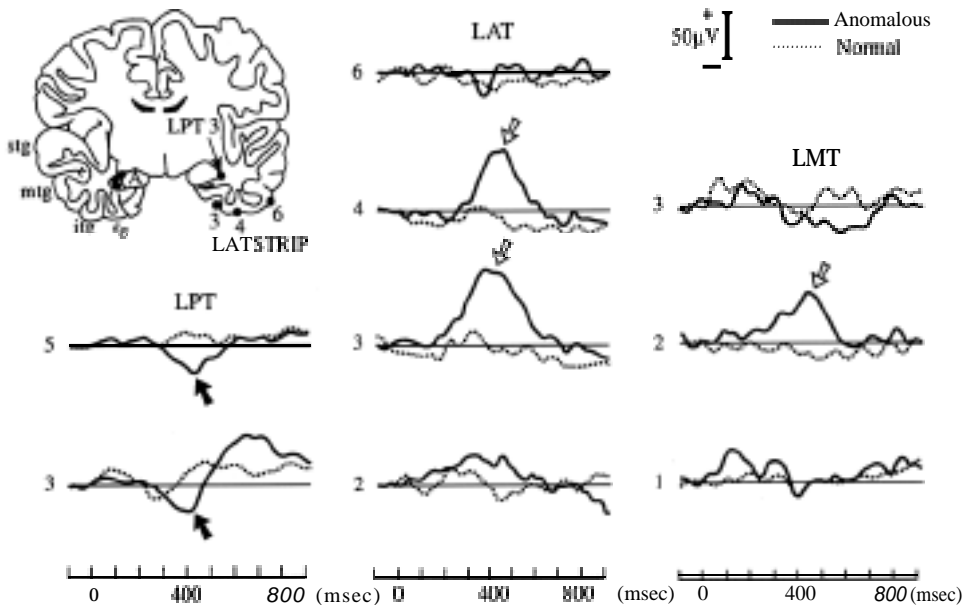 LAT
50µV
+
Anomalous
Normal
6
LPT 3
stg
mtg
itg
3
4
6
LATSTRIP
4
LMT
3
LPT
5
3
2
3
2
1
0 400 800 (msec)
0 400 800 (msec)
0 400 800 (msec)